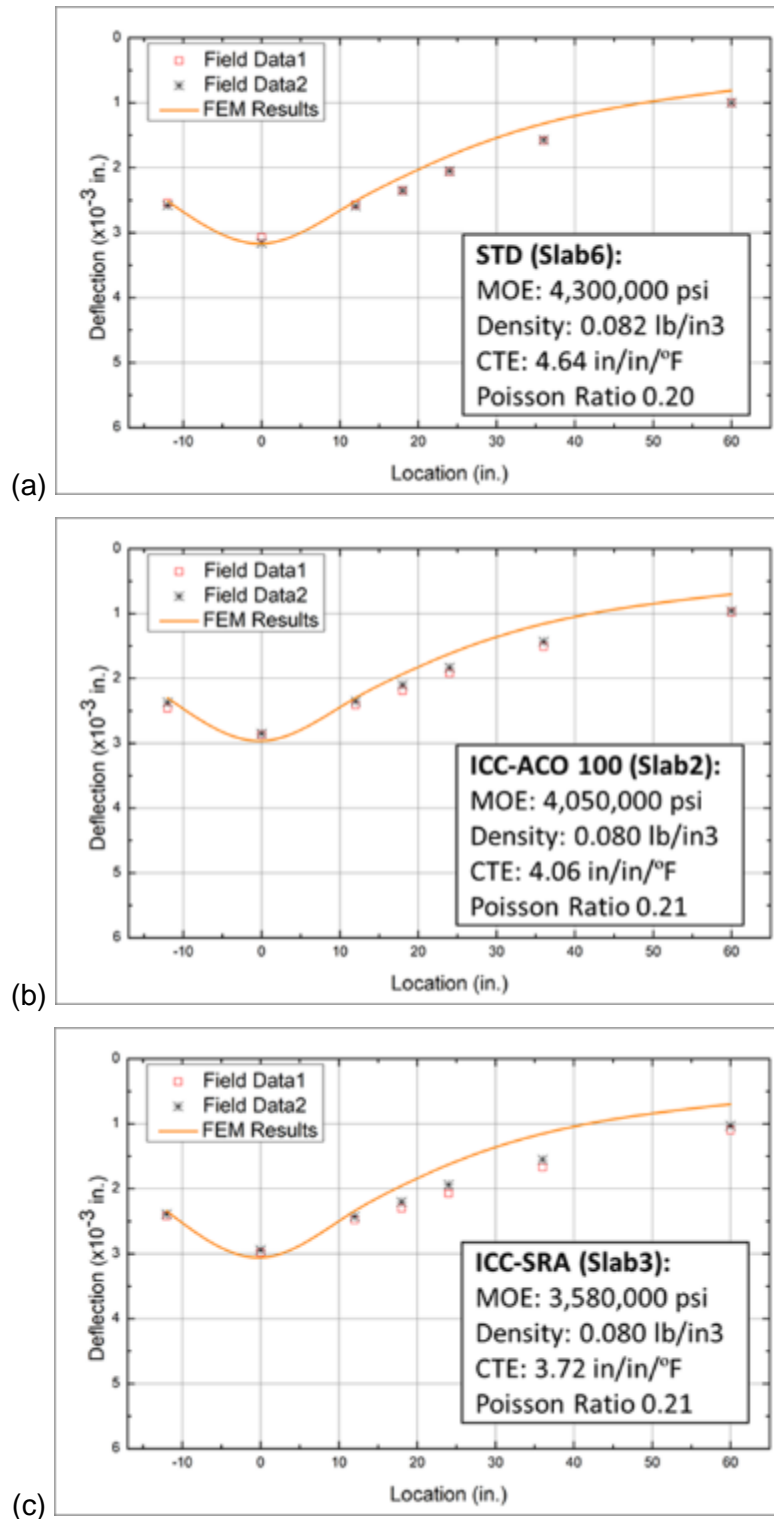 0
1
2
3
4
5
6
Deflection (x10⁻³ in.)
Field Data1
Field Data2
FEM Results
STD (Slab6):
MOE: 4,300,000 psi
Density: 0.082 lb/in3
CTE: 4.64 in/in/ºF
Poisson Ratio 0.20
-10 0 10 20 30 40 50 60
Location (in.)
(a)
0
1
2
3
4
5
6
Deflection (x10⁻³ in.)
Field Data1
Field Data2
FEM Results
ICC-ACO 100 (Slab2):
MOE: 4,050,000 psi
Density: 0.080 lb/in3
CTE: 4.06 in/in/ºF
Poisson Ratio 0.21
-10 0 10 20 30 40 50 60
Location (in.)
(b)
0
1
2
3
4
5
6
Deflection (x10⁻³ in.)
Field Data1
Field Data2
FEM Results
ICC-SRA (Slab3):
MOE: 3,580,000 psi
Density: 0.080 lb/in3
CTE: 3.72 in/in/ºF
Poisson Ratio 0.21
-10 0 10 20 30 40 50 60
Location (in.)
(c)